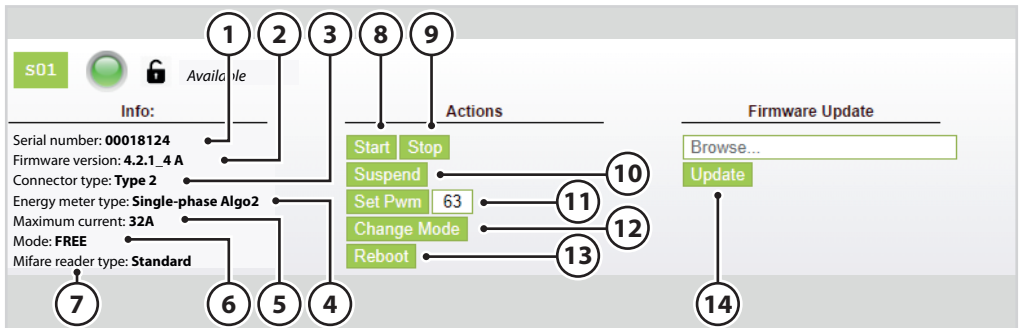 1 2 3 8 9
s01 Available
Info:
Serial number: 00018124
Firmware version: 4.2.1_4 A
Connector type: Type 2
Energy meter type: Single-phase Algo2
Maximum current: 32A
Mode: FREE
Mifare reader type: Standard
Actions
Start Stop
Suspend 10
Set Pwm 63 11
Change Mode 12
Reboot 13
Firmware Update
Browse...
Update
7 6 5 4 14